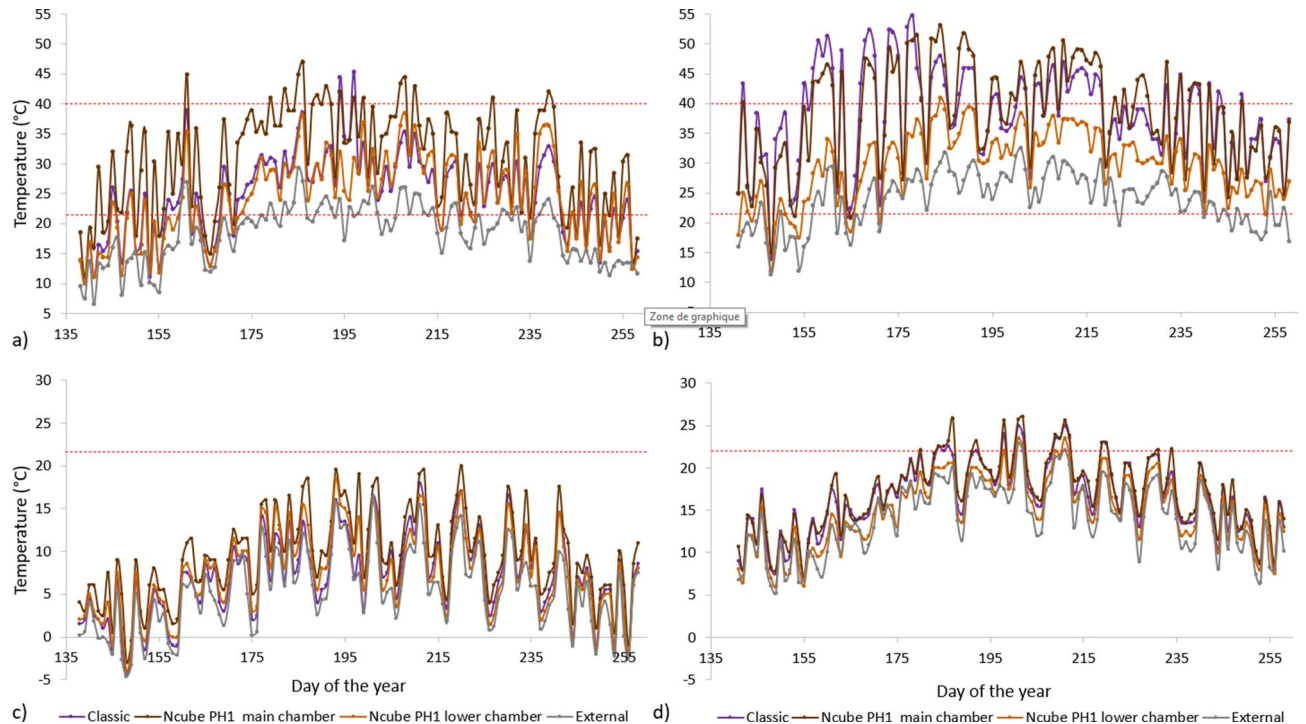 55
50
45
40
35
30
25
20
15
10
5
Temperature (°C)
135 155 175 195 215 235 255
a)
55
50
45
40
35
30
25
20
15
10
135 155 175 195 215 235 255
b)
Zone de graphique
30
25
20
15
10
5
0
-5
Temperature (°C)
135 155 175 195 215 235 255
Day of the year
c)
Classic Ncube PH1 main chamber Ncube PH1 lower chamber External
30
25
20
15
10
5
0
-5
135 155 175 195 215 235 255
Day of the year
d)
Classic Ncube PH1 main chamber Ncube PH1 lower chamber External